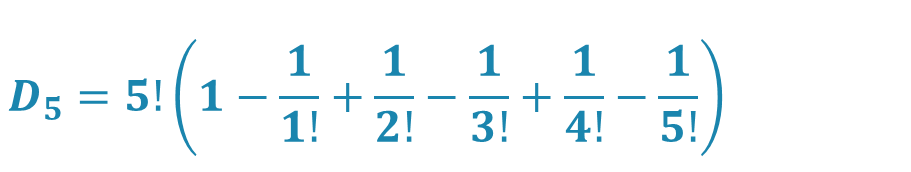 D₅ = 5! (1 − 1/1! + 1/2! − 1/3! + 1/4! − 1/5!)